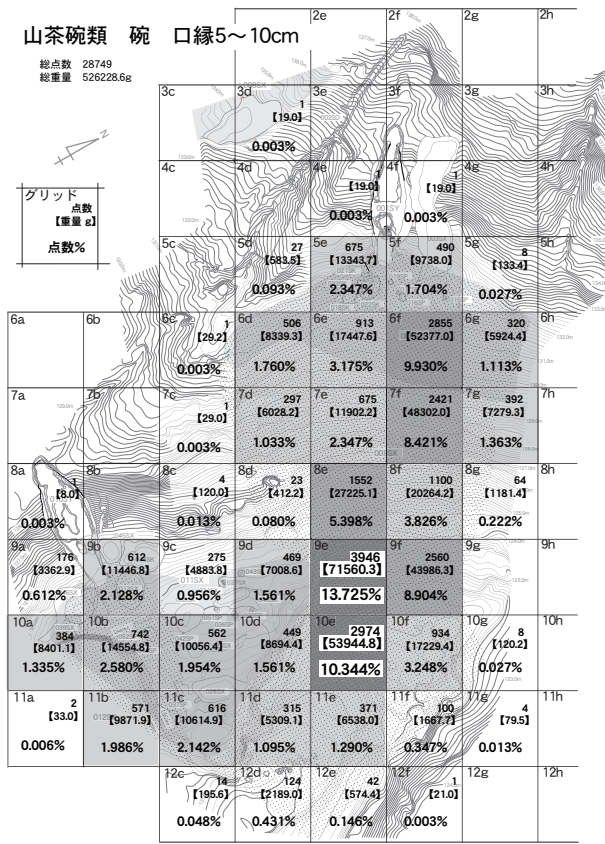 山茶碗類　碗　口縁5～10cm
総点数 28749
総重量 526228.6g
グリッド
点数
【重量 g】
点数%
2e 2f 2g 2h
3c 3d 3e 3f 3g 3h
1
【19.0】
0.003%
4c 4d 4e 4f 4g 4h
1 1
【19.0】 【19.0】
0.003% 0.003%
001SY
5c 5d 5e 5f 5g 5h
27 675 490 8
【583.5】 【13343.7】 【9738.0】 【133.4】
0.093% 2.347% 1.704% 0.027%
6a 6b 6c 6d 6e 6f 6g 6h
1 506 913 2855 320
【29.2】 【8339.3】 【17447.6】 【52377.0】 【5924.4】
0.003% 1.760% 3.175% 9.930% 1.113%
7a 7b 7c 7d 7e 7f 7g 7h
1 297 675 2421 392
【29.0】 【6028.2】 【11902.2】 【48302.0】 【7279.3】
0.003% 1.033% 2.347% 8.421% 1.363%
8a 8b 8c 8d 8e 8f 8g 8h
1 4 23 1552 1100 64
【8.0】 【120.0】 【412.2】 【27225.1】 【20264.2】 【1181.4】
0.003% 0.013% 0.080% 5.398% 3.826% 0.222%
9a 9b 9c 9d 9e 9f 9g 9h
176 612 275 469 3946 2560
【3362.9】 【11446.8】 【4883.8】 【7008.6】 【71560.3】 【43986.3】
011SX
0.612% 2.128% 0.956% 1.561% 13.725% 8.904%
10a 10b 10c 10d 10e 10f 10g 10h
384 742 562 449 2974 934 8
【8401.1】 【14554.8】 【10056.4】 【8694.4】 【53944.8】 【17229.4】 【120.2】
1.335% 2.580% 1.954% 1.561% 10.344% 3.248% 0.027%
11a 11b 11c 11d 11e 11f 11g 11h
2 571 616 315 371 100 4
【33.0】 【9871.9】 【10614.9】 【5309.1】 【6538.0】 【1667.7】 【79.5】
0.006% 1.986% 2.142% 1.095% 1.290% 0.347% 0.013%
12c 12d 12e 12f 12g 12h
14 124 42 1
【195.6】 【2189.0】 【574.4】 【21.0】
0.048% 0.431% 0.146% 0.003%